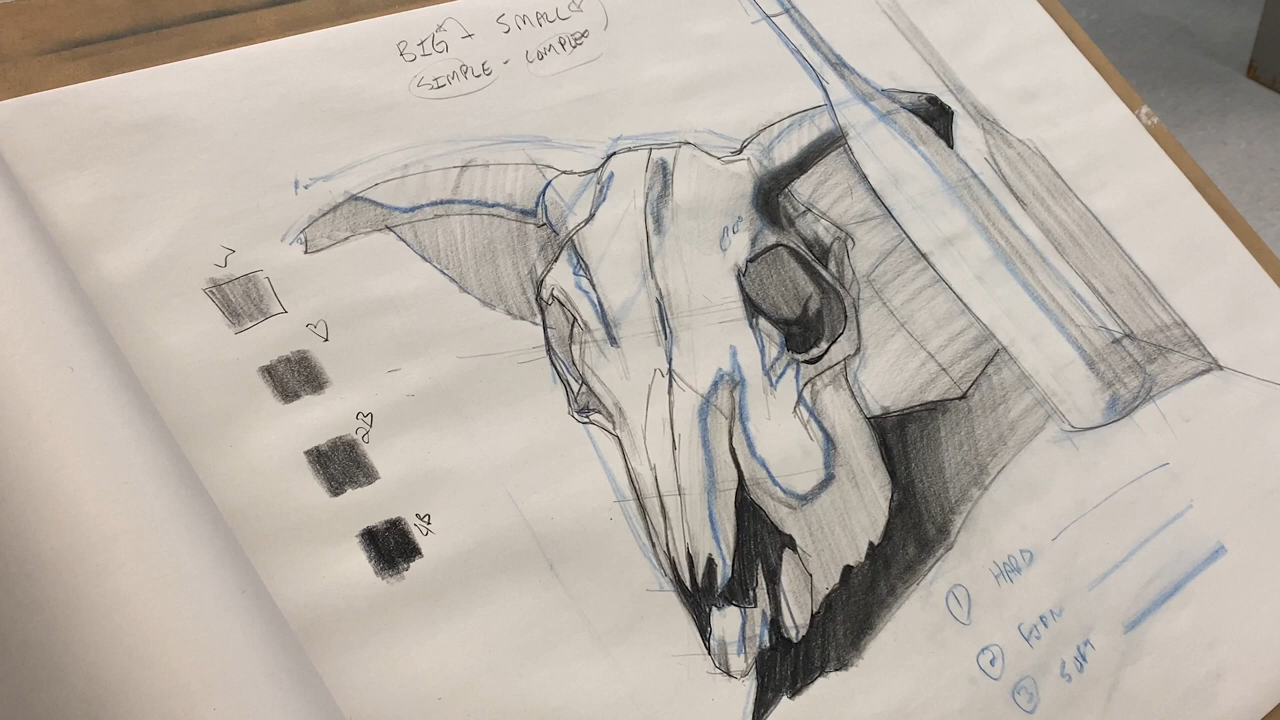 BIG → SMALL
SIMPLE - COMPLEX
2B
4B
① HARD
② FIRM
③ SOFT